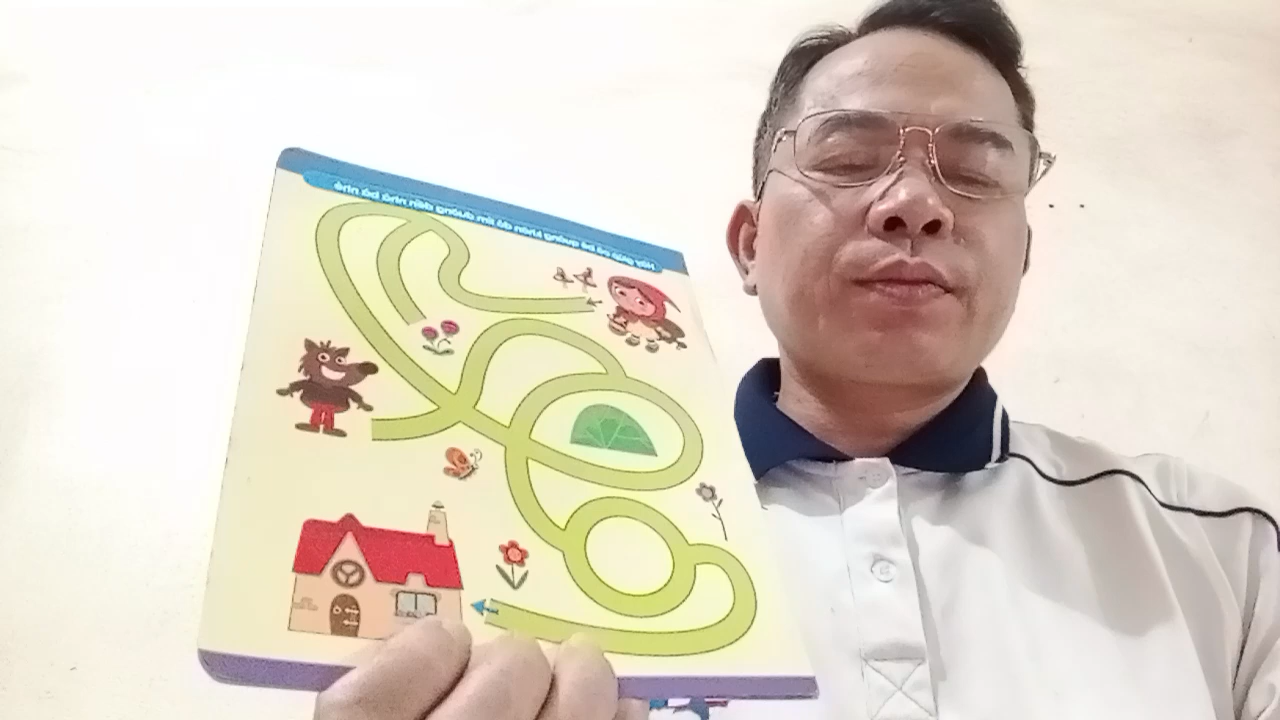 Hãy giúp cô bé quàng khăn đỏ tìm đường đến nhà bà nhé